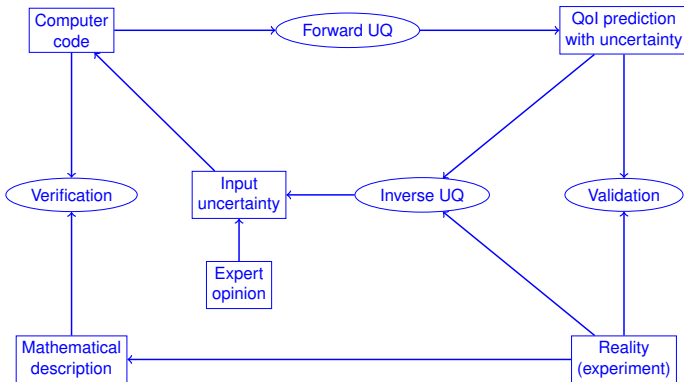 Computer
code
Forward UQ
QoI prediction
with uncertainty
Verification
Input
uncertainty
Inverse UQ
Validation
Expert
opinion
Mathematical
description
Reality
(experiment)